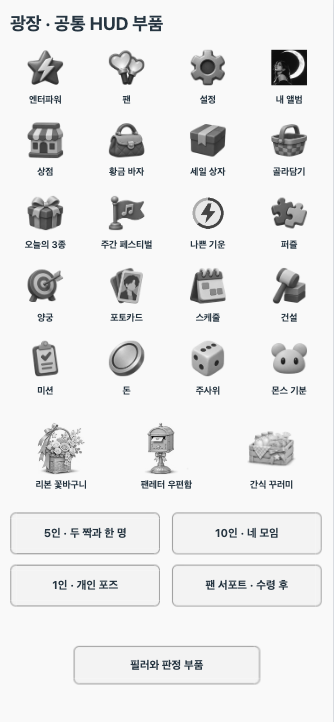 광장 · 공통 HUD 부품
엔터파워 팬 설정 내 앨범
상점 황금 바자 세일 상자 골라담기
오늘의 3종 주간 페스티벌 나쁜 기운 퍼즐
양궁 포토카드 스케줄 건설
미션 돈 주사위 몬스 기분
리본 꽃바구니 팬레터 우편함 간식 꾸러미
5인 · 두 짝과 한 명 10인 · 네 모임
1인 · 개인 포즈 팬 서포트 · 수령 후
필러와 판정 부품